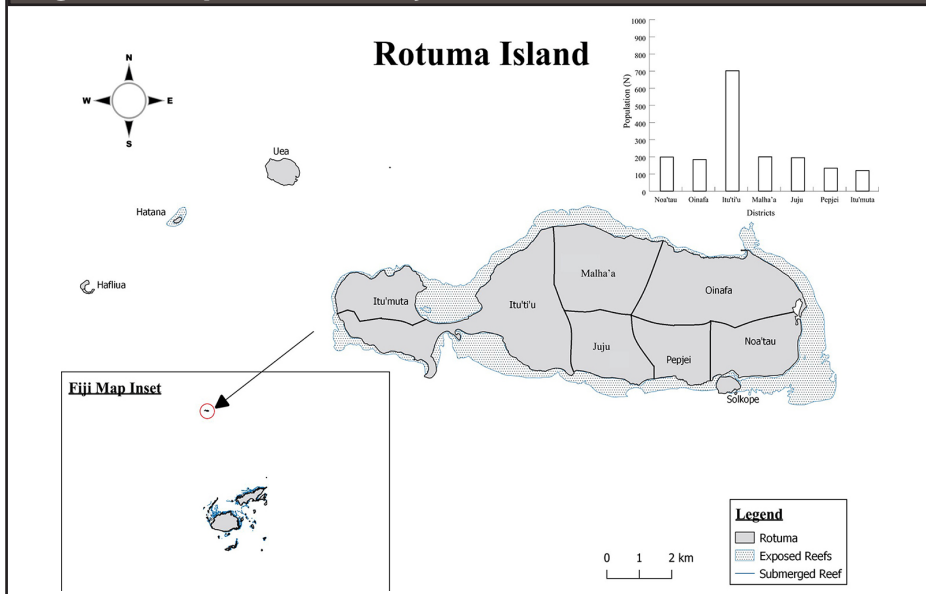 Rotuma Island
N
W
E
S
Uea
Hatana
Hafliua
Population (N)
1000
900
800
700
600
500
400
300
200
100
0
Noa'tau Oinafa Itu'ti'u Malha'a Juju Pepjei Itu'muta
Districts
Malha'a
Oinafa
Itu'muta
Itu'ti'u
Juju
Pepjei
Noa'tau
Solkope
Fiji Map Inset
0 1 2 km
Legend
Rotuma
Exposed Reefs
Submerged Reef